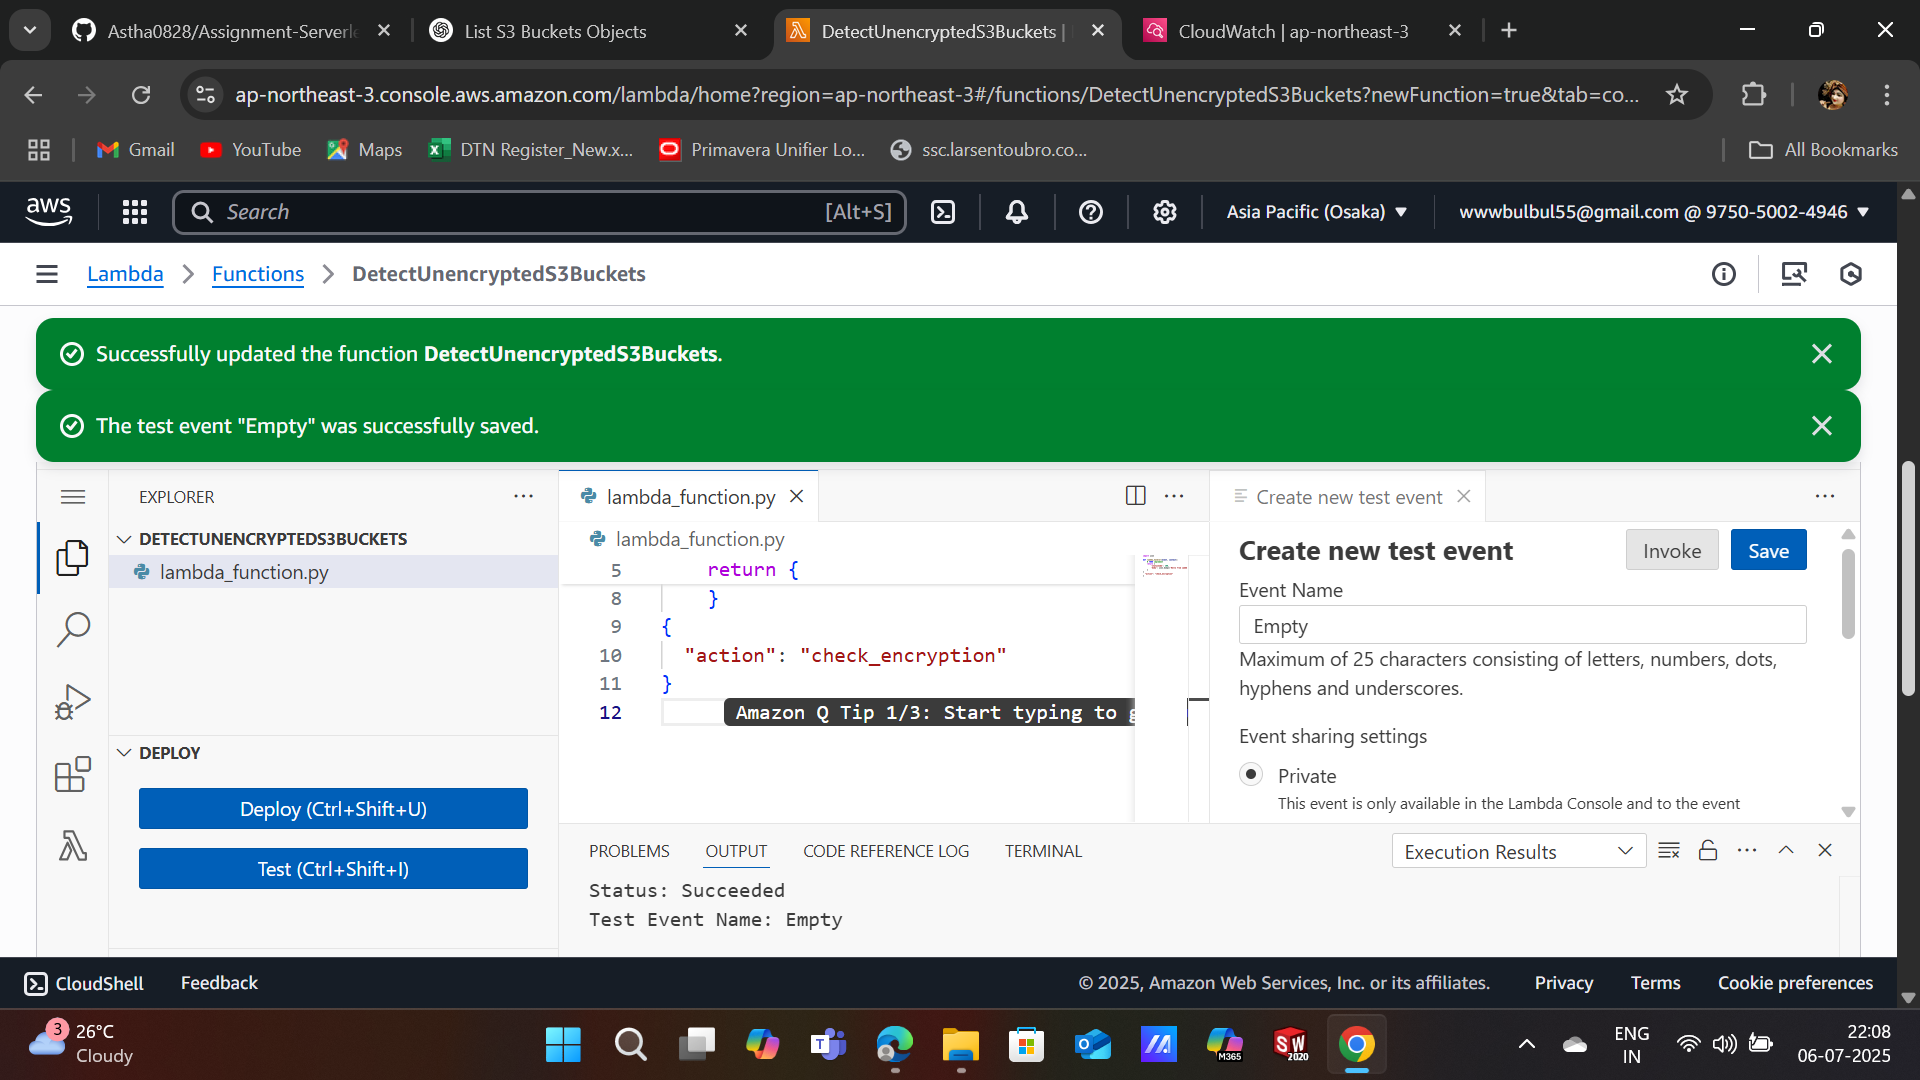 Astha0828/Assignment-Serverle
List S3 Buckets Objects
DetectUnencryptedS3Buckets |
CloudWatch | ap-northeast-3
ap-northeast-3.console.aws.amazon.com/lambda/home?region=ap-northeast-3#/functions/DetectUnencryptedS3Buckets?newFunction=true&tab=co...
Gmail
YouTube
Maps
DTN Register_New.x...
Primavera Unifier Lo...
ssc.larsentoubro.co...
All Bookmarks
aws
Search
[Alt+S]
Asia Pacific (Osaka)
wwwbulbul55@gmail.com @ 9750-5002-4946
Lambda
Functions
DetectUnencryptedS3Buckets
Successfully updated the function DetectUnencryptedS3Buckets.
The test event "Empty" was successfully saved.
EXPLORER
DETECTUNENCRYPTEDS3BUCKETS
lambda_function.py
DEPLOY
Deploy (Ctrl+Shift+U)
Test (Ctrl+Shift+I)
lambda_function.py
lambda_function.py
5 return {
8 }
9 {
10 "action": "check_encryption"
11 }
12 Amazon Q Tip 1/3: Start typing to g
Create new test event
Create new test event
Invoke
Save
Event Name
Empty
Maximum of 25 characters consisting of letters, numbers, dots,
hyphens and underscores.
Event sharing settings
Private
This event is only available in the Lambda Console and to the event
PROBLEMS
OUTPUT
CODE REFERENCE LOG
TERMINAL
Execution Results
Status: Succeeded
Test Event Name: Empty
CloudShell
Feedback
© 2025, Amazon Web Services, Inc. or its affiliates.
Privacy
Terms
Cookie preferences
3
26°C
Cloudy
M365
SW
2020
ENG
IN
22:08
06-07-2025